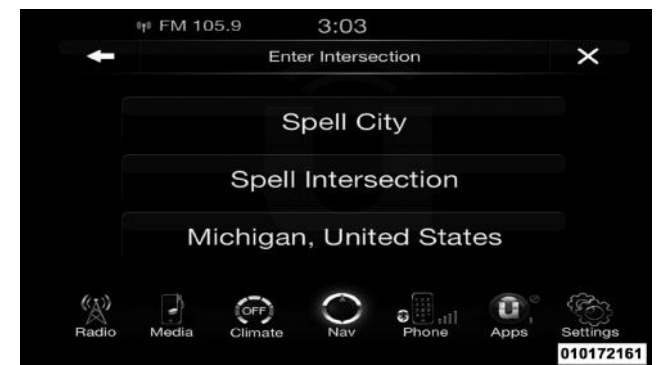 FM 105.9 3:03
Enter Intersection
Spell City
Spell Intersection
Michigan, United States
OFF
Radio Media Climate Nav Phone Apps Settings
010172161